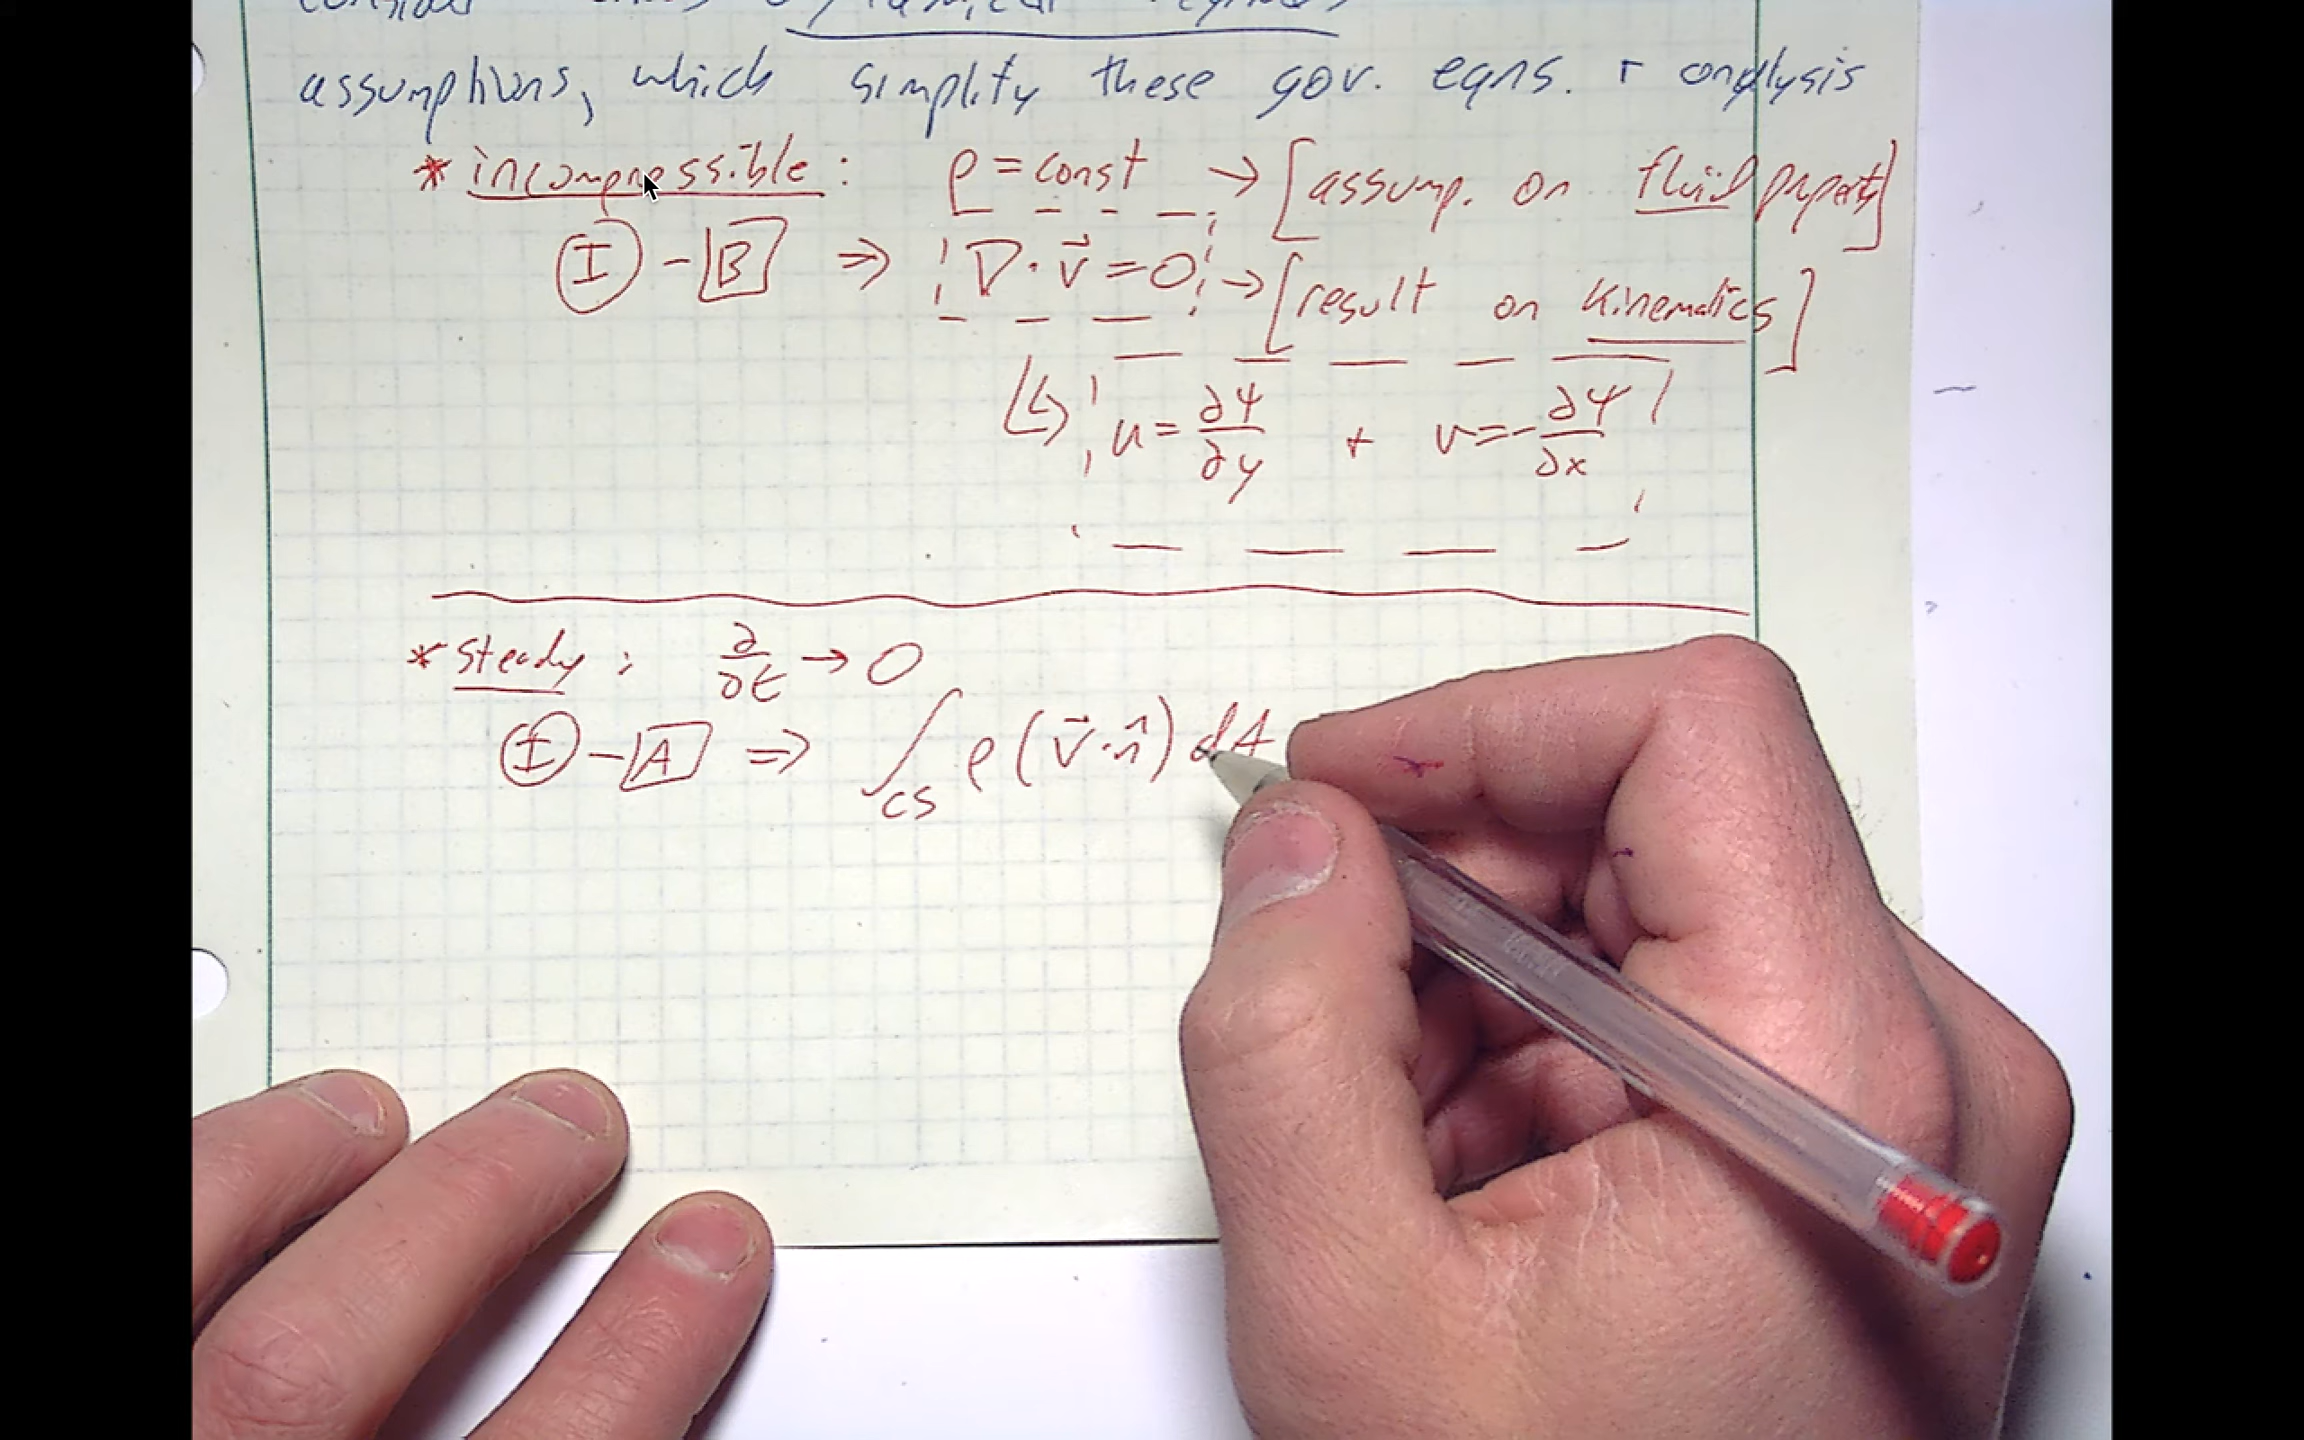 assumptions, which simplify these gov. eqns. + analysis
* incompressible : ρ = const → [assump. on fluid property]
Ⓘ - [B] ⇒ ∇·v⃗ = 0 → [result on kinematics]
↳ u = ∂ψ/∂y + v = -∂ψ/∂x
* steady : ∂/∂t → 0
Ⓘ - [A] ⇒ ∫_CS ρ (v⃗·n̂) dA